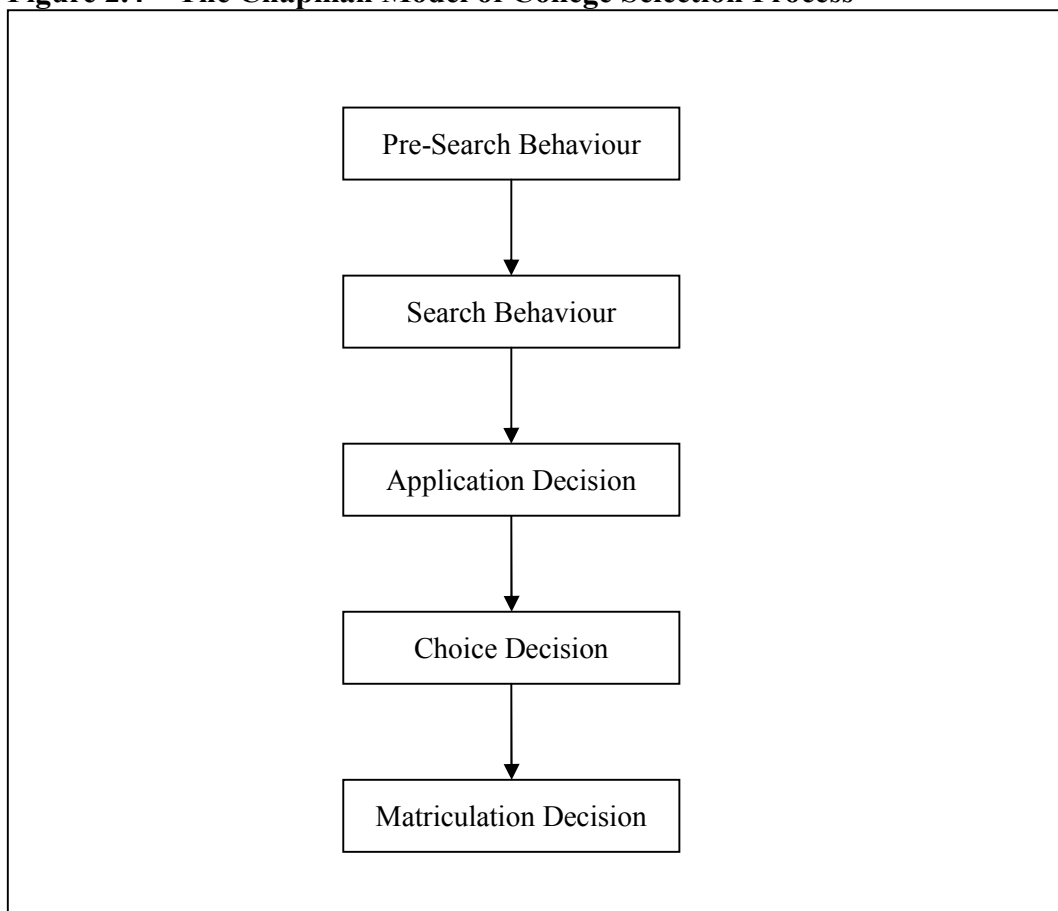 Figure 2.4 The Chapman Model of College Selection Process
Pre-Search Behaviour
Search Behaviour
Application Decision
Choice Decision
Matriculation Decision